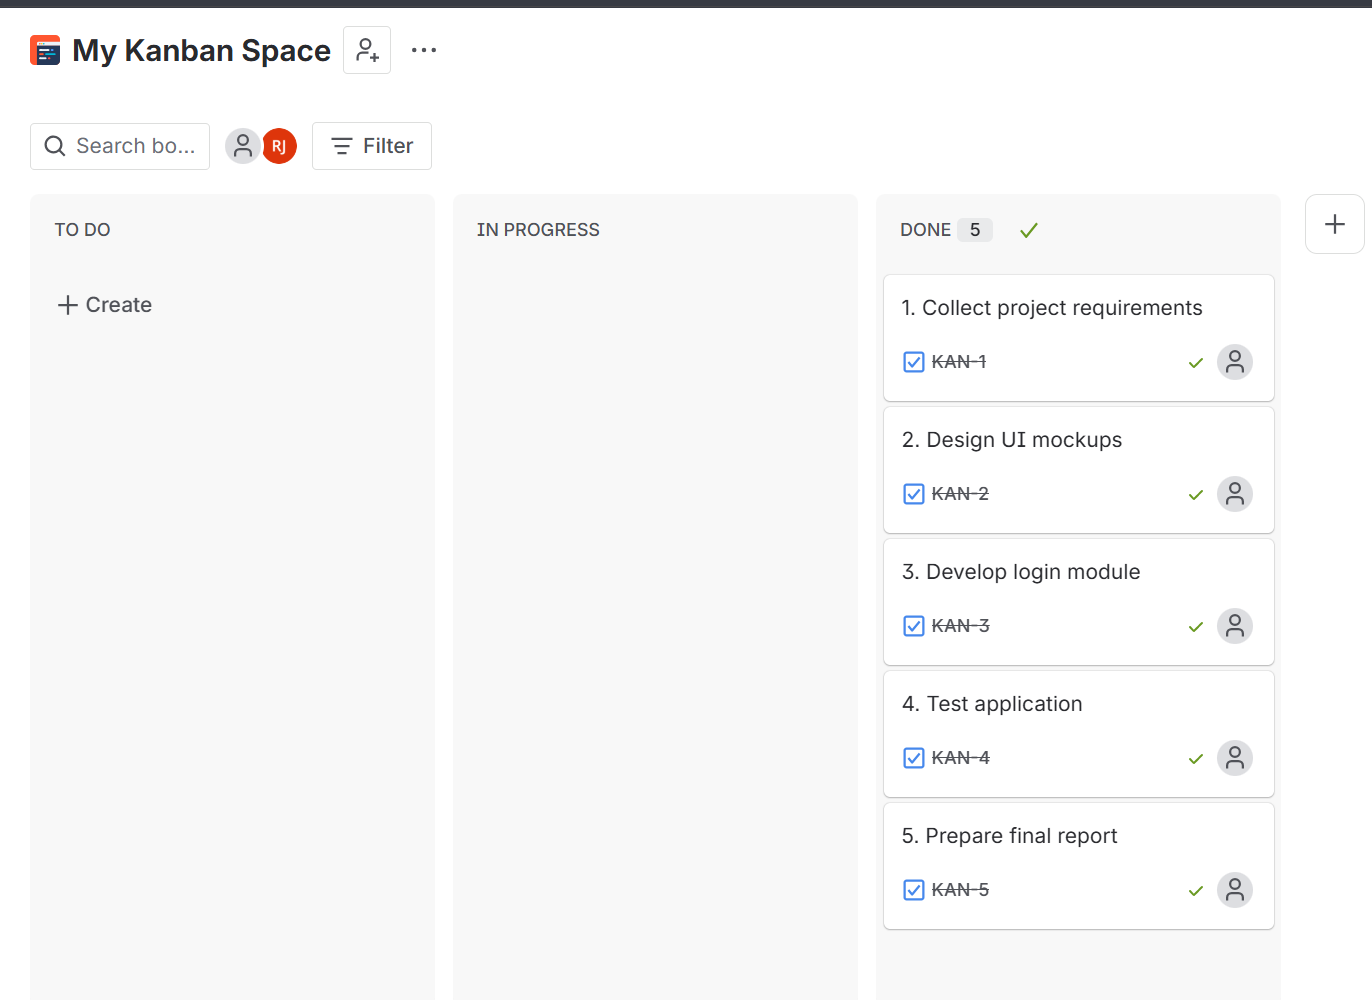 My Kanban Space
Search bo...
RJ
Filter
TO DO
Create
IN PROGRESS
DONE 5
1. Collect project requirements
KAN-1
2. Design UI mockups
KAN-2
3. Develop login module
KAN-3
4. Test application
KAN-4
5. Prepare final report
KAN-5